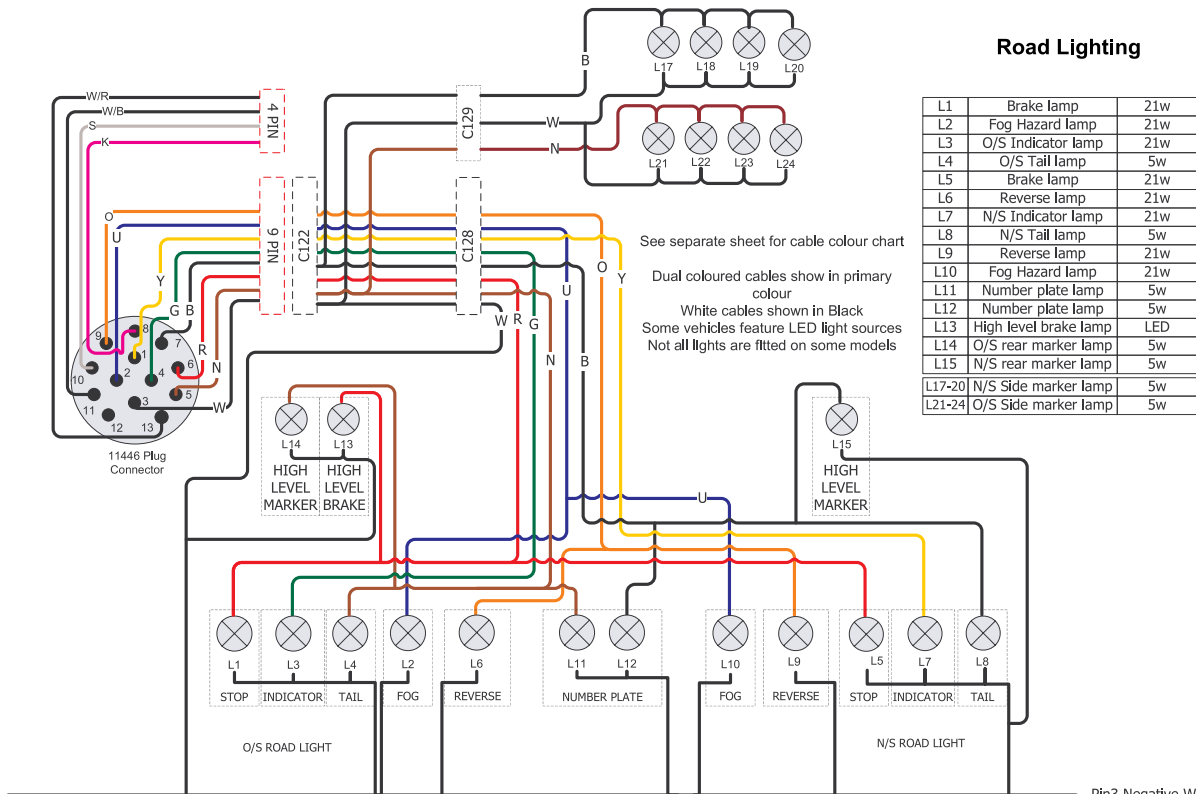 Road Lighting
L1 Brake lamp 21w
L2 Fog Hazard lamp 21w
L3 O/S Indicator lamp 21w
L4 O/S Tail lamp 5w
L5 Brake lamp 21w
L6 Reverse lamp 21w
L7 N/S Indicator lamp 21w
L8 N/S Tail lamp 5w
L9 Reverse lamp 21w
L10 Fog Hazard lamp 21w
L11 Number plate lamp 5w
L12 Number plate lamp 5w
L13 High level brake lamp LED
L14 O/S rear marker lamp 5w
L15 N/S rear marker lamp 5w
L17-20 N/S Side marker lamp 5w
L21-24 O/S Side marker lamp 5w
B
L17 L18 L19 L20
W/R
W/B
S
K
4 PIN
C129
W
N
L21 L22 L23 L24
O
U
Y
G
B
R
N
W
9 PIN
C122
C128
See separate sheet for cable colour chart
Dual coloured cables show in primary
colour
White cables shown in Black
Some vehicles feature LED light sources
Not all lights are fitted on some models
O
Y
U
W
R
G
N
B
8
9
7
1
6
10
2
4
5
3
11
12
13
11446 Plug
Connector
L14
HIGH
LEVEL
MARKER
L13
HIGH
LEVEL
BRAKE
L15
HIGH
LEVEL
MARKER
U
L1 L3 L4 L2 L6 L11 L12 L10 L9 L5 L7 L8
STOP INDICATOR TAIL FOG REVERSE NUMBER PLATE FOG REVERSE STOP INDICATOR TAIL
O/S ROAD LIGHT
N/S ROAD LIGHT
Pin3 Negative W